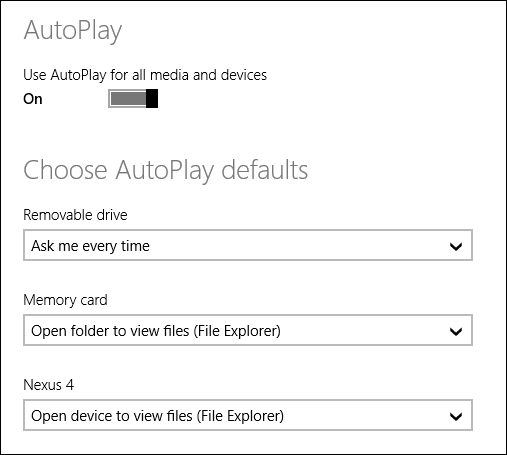 AutoPlay
Use AutoPlay for all media and devices
On
Choose AutoPlay defaults
Removable drive
Ask me every time
Memory card
Open folder to view files (File Explorer)
Nexus 4
Open device to view files (File Explorer)